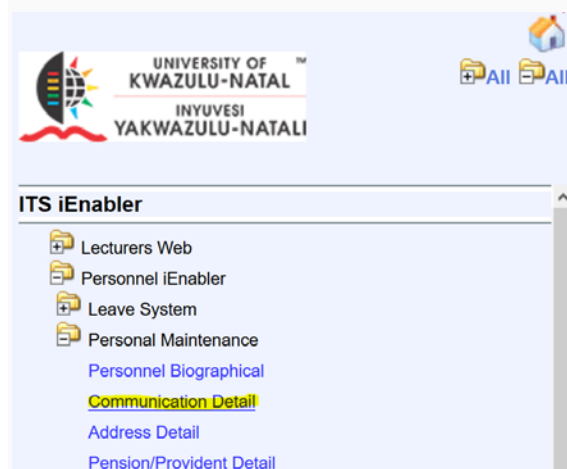 UNIVERSITY OF ™
KWAZULU-NATAL
INYUVESI
YAKWAZULU-NATALI
All All
ITS iEnabler
Lecturers Web
Personnel iEnabler
Leave System
Personal Maintenance
Personnel Biographical
Communication Detail
Address Detail
Pension/Provident Detail